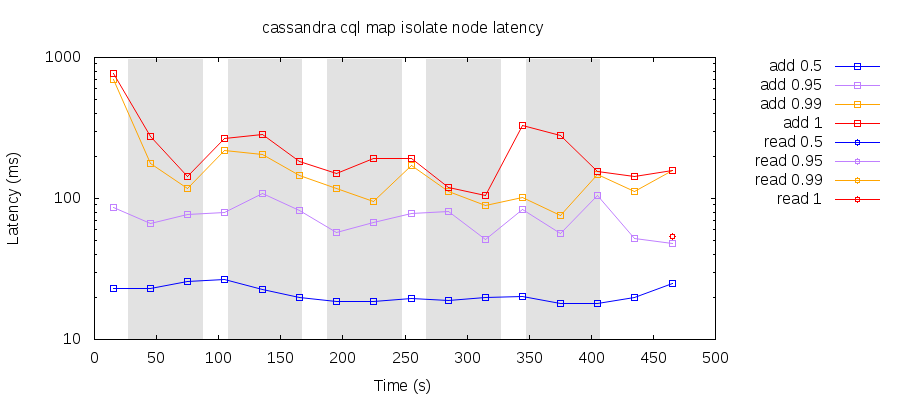 cassandra cql map isolate node latency
1000
100
10
Latency (ms)
0 50 100 150 200 250 300 350 400 450 500
Time (s)
add 0.5
add 0.95
add 0.99
add 1
read 0.5
read 0.95
read 0.99
read 1